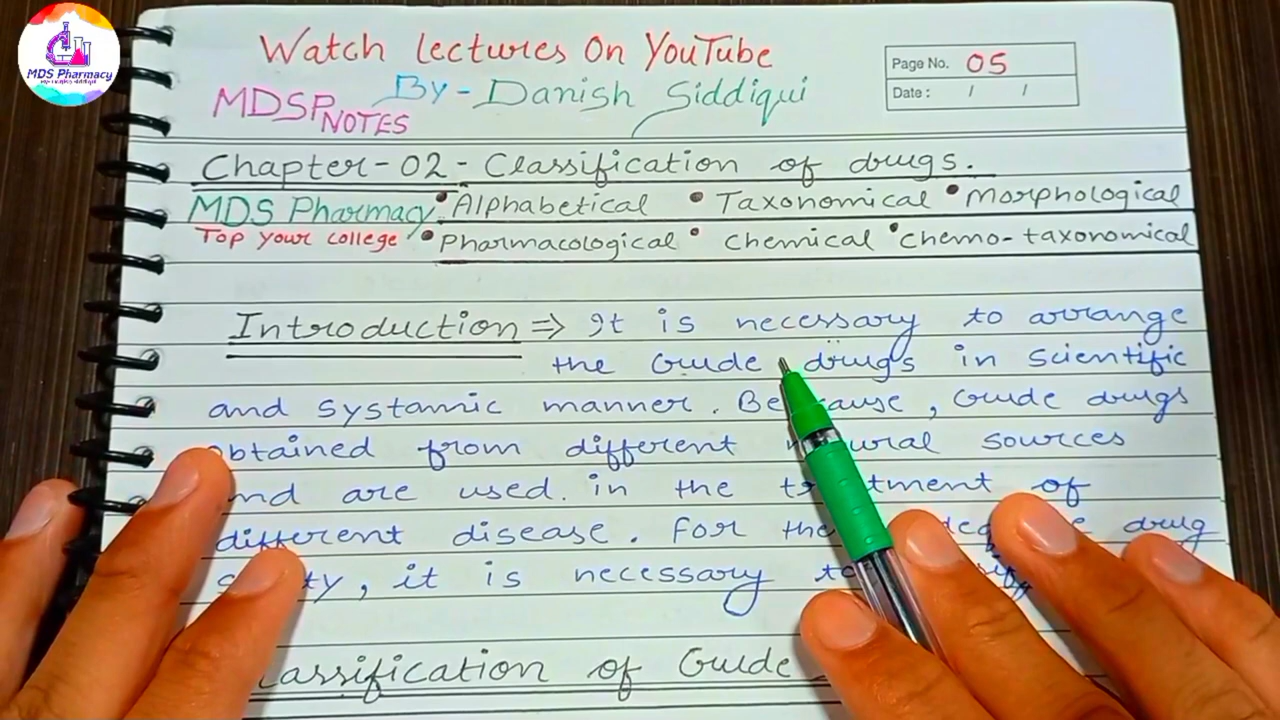 MDS Pharmacy
Watch lectures On YouTube
By - Danish Siddiqui
MDSP NOTES
Page No. 05
Date : / /
Chapter-02 - Classification of drugs.
MDS Pharmacy • Alphabetical • Taxonomical • Morphological
Top your college • Pharmacological • Chemical • Chemo-taxonomical
Introduction ⇒ It is necessary to arrange
the Crude drugs in Scientific
and systamic manner. Because, Crude drugs
obtained from different natural sources
and are used in the treatment of
different disease. For the drug
it is necessary to
Classification of Crude